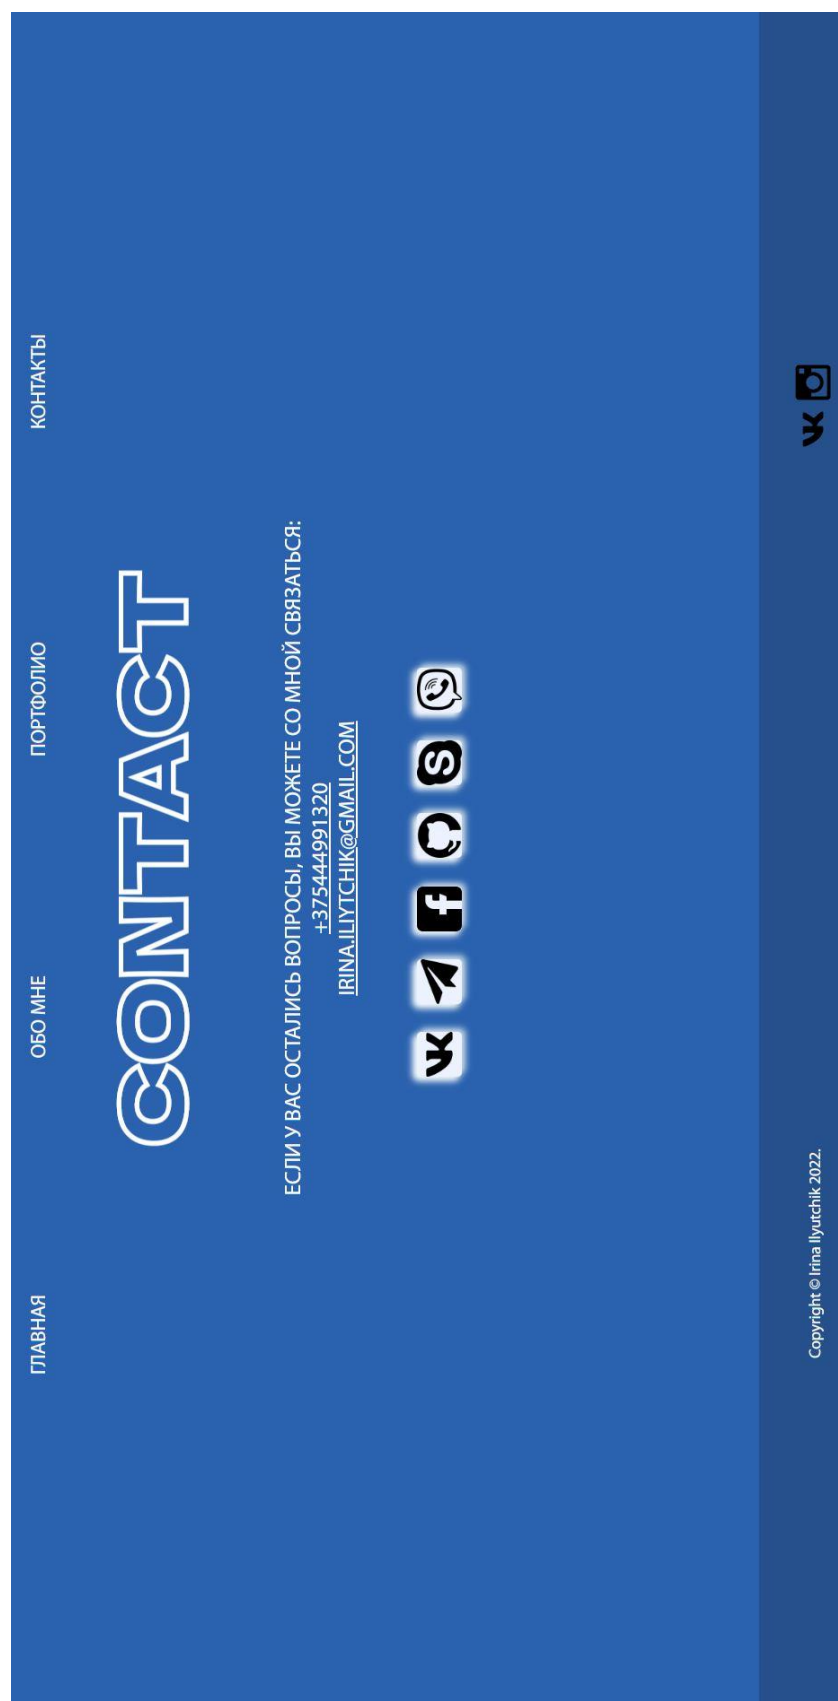 ГЛАВНАЯ ОБО МНЕ ПОРТФОЛИО КОНТАКТЫ
CONTACT
ЕСЛИ У ВАС ОСТАЛИСЬ ВОПРОСЫ, ВЫ МОЖЕТЕ СО МНОЙ СВЯЗАТЬСЯ:
+375444991320
IRINA.ILIYTCHIK@GMAIL.COM
Copyright © Irina Ilyutchik 2022.